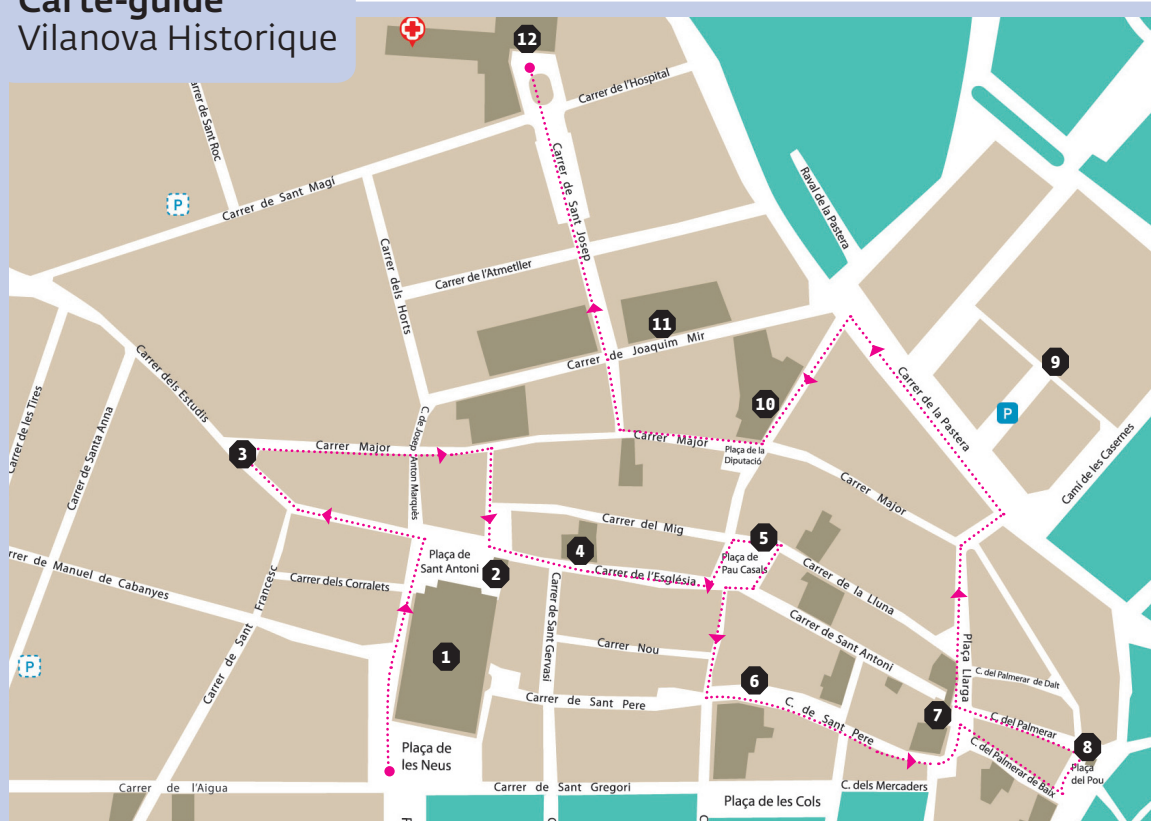 Carte-guide
Vilanova Historique
12
Carrer de l'Hospital
Carrer de Sant Roc
P
Carrer de Sant Magí
Carrer de Sant Josep
Raval de la Pastera
Carrer dels Horts
Carrer de l'Atmetller
11
Carrer de Joaquim Mir
9
P
Carrer de la Pastera
Carrer dels Estudis
Carrer de les Tires
Carrer de Santa Anna
10
3
Carrer Major
Carrer Major
Plaça de la
Diputació
Camí de les Casernes
C. de Josep Anton Marquès
Carrer Major
Carrer del Mig
5
4
Plaça de
Sant Antoni
2
Carrer de l'Església
Plaça de
Pau Casals
Carrer de la Lluna
rrer de Manuel de Cabanyes
Carrer dels Corralets
Carrer de Sant Francesc
Carrer de Sant Gervasi
Carrer de Sant Antoni
P
1
Carrer Nou
Plaça Llarga
C. del Palmerar de Dalt
6
Carrer de Sant Pere
C. de Sant Pere
7
C. del Palmerar
8
Plaça
del Pou
C. del Palmerar de Baix
Plaça de
les Neus
Carrer de l'Aigua
Carrer de Sant Gregori
Plaça de les Cols
C. dels Mercaders